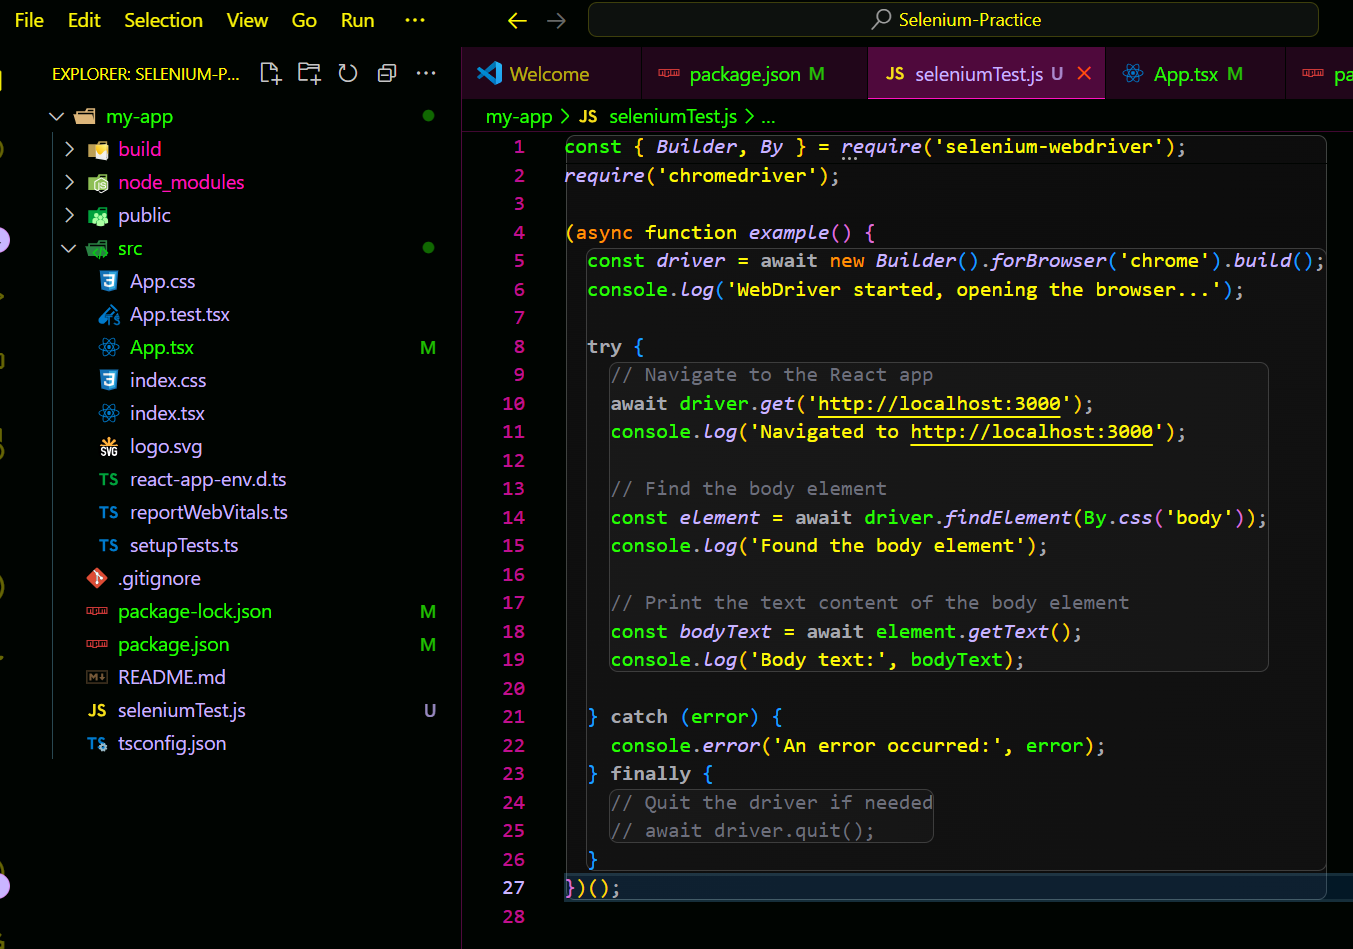 File Edit Selection View Go Run ... Selenium-Practice
EXPLORER: SELENIUM-P... ...
Welcome package.json M JS seleniumTest.js U App.tsx M pa
my-app > JS seleniumTest.js > ...
my-app
build
node_modules
public
src
App.css
App.test.tsx
App.tsx M
index.css
index.tsx
SVG logo.svg
TS react-app-env.d.ts
TS reportWebVitals.ts
TS setupTests.ts
.gitignore
package-lock.json M
package.json M
README.md
JS seleniumTest.js U
TS tsconfig.json
1 const { Builder, By } = require('selenium-webdriver');
2 require('chromedriver');
3
4 (async function example() {
5 const driver = await new Builder().forBrowser('chrome').build();
6 console.log('WebDriver started, opening the browser...');
7
8 try {
9 // Navigate to the React app
10 await driver.get('http://localhost:3000');
11 console.log('Navigated to http://localhost:3000');
12
13 // Find the body element
14 const element = await driver.findElement(By.css('body'));
15 console.log('Found the body element');
16
17 // Print the text content of the body element
18 const bodyText = await element.getText();
19 console.log('Body text:', bodyText);
20
21 } catch (error) {
22 console.error('An error occurred:', error);
23 } finally {
24 // Quit the driver if needed
25 // await driver.quit();
26 }
27 })();
28